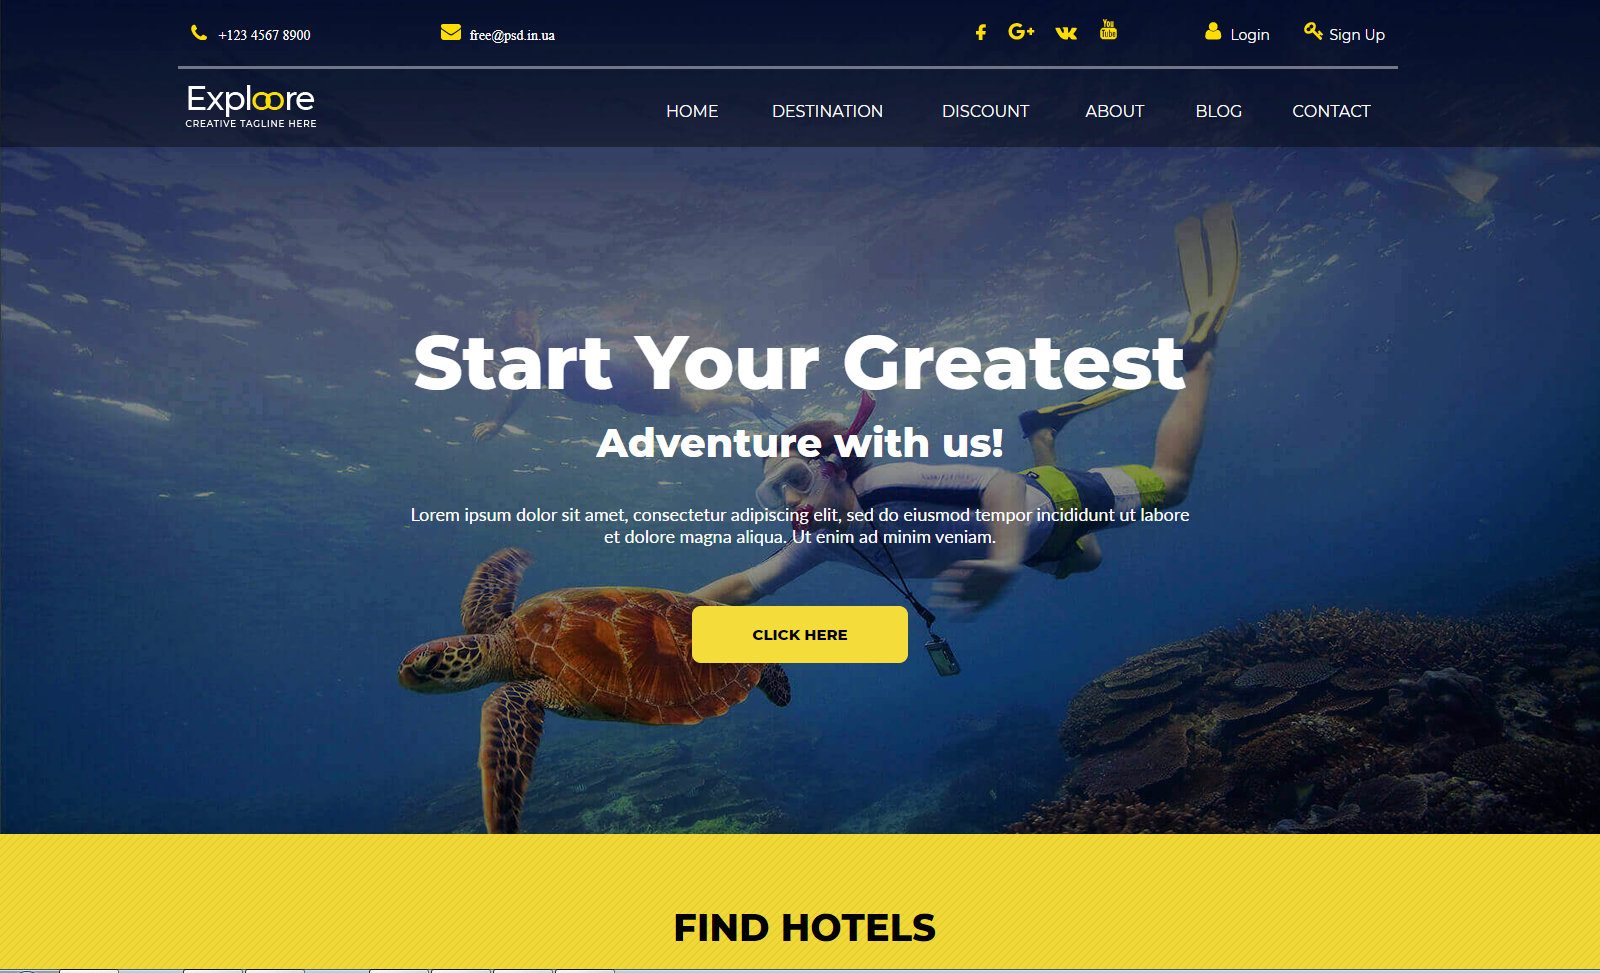 +123 4567 8900
free@psd.in.ua
G+
You
Tube
Login
Sign Up
Exploore
CREATIVE TAGLINE HERE
HOME
DESTINATION
DISCOUNT
ABOUT
BLOG
CONTACT
Start Your Greatest
Adventure with us!
Lorem ipsum dolor sit amet, consectetur adipiscing elit, sed do eiusmod tempor incididunt ut labore
et dolore magna aliqua. Ut enim ad minim veniam.
CLICK HERE
FIND HOTELS